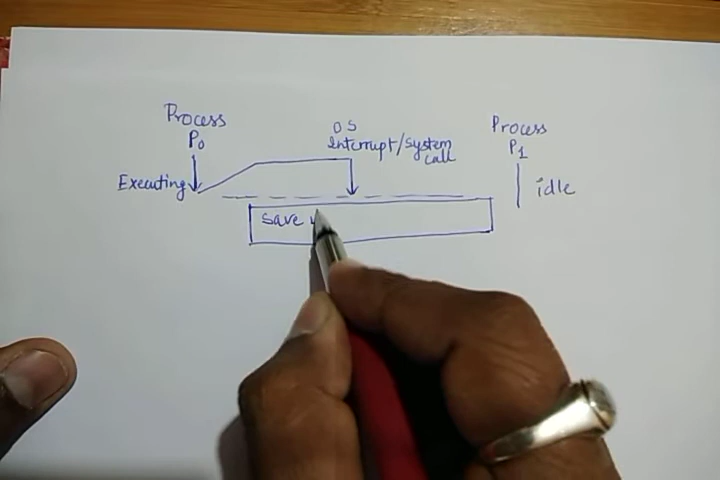 Process
P0
Executing
OS
Interrupt/System
call
Process
P1
idle
Save